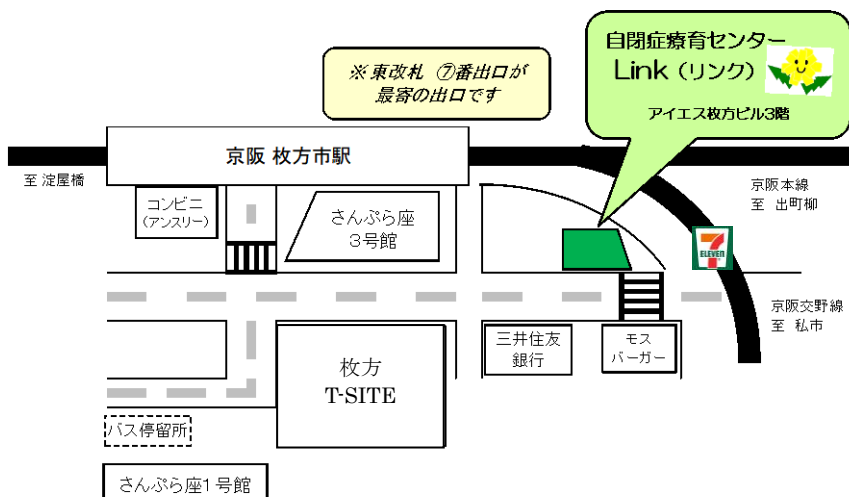 自閉症療育センター
Link（リンク）
アイエス枚方ビル3階
※東改札 ⑦番出口が
最寄の出口です
京阪 枚方市駅
至 淀屋橋
京阪本線
至 出町柳
コンビニ
（アンスリー）
さんぷら座
３号館
7
ELEVEN
京阪交野線
至 私市
三井住友
銀行
モス
バーガー
枚方
T-SITE
バス停留所
さんぷら座1号館